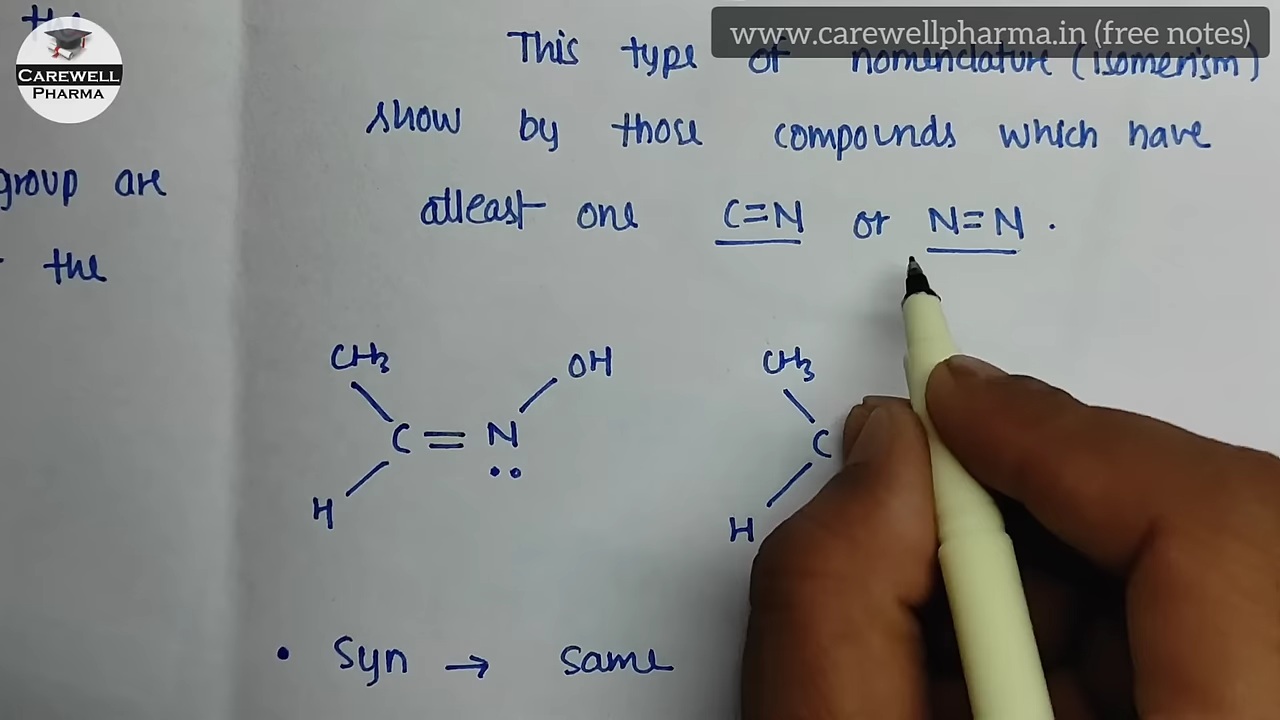 the
CAREWELL
PHARMA
www.carewellpharma.in (free notes)
group are
the
This type of nomenclature (isomerism)
show by those compounds which have
atleast one C=N or N=N .
CH3 OH
C = N
H
CH3
C
H
• Syn → same